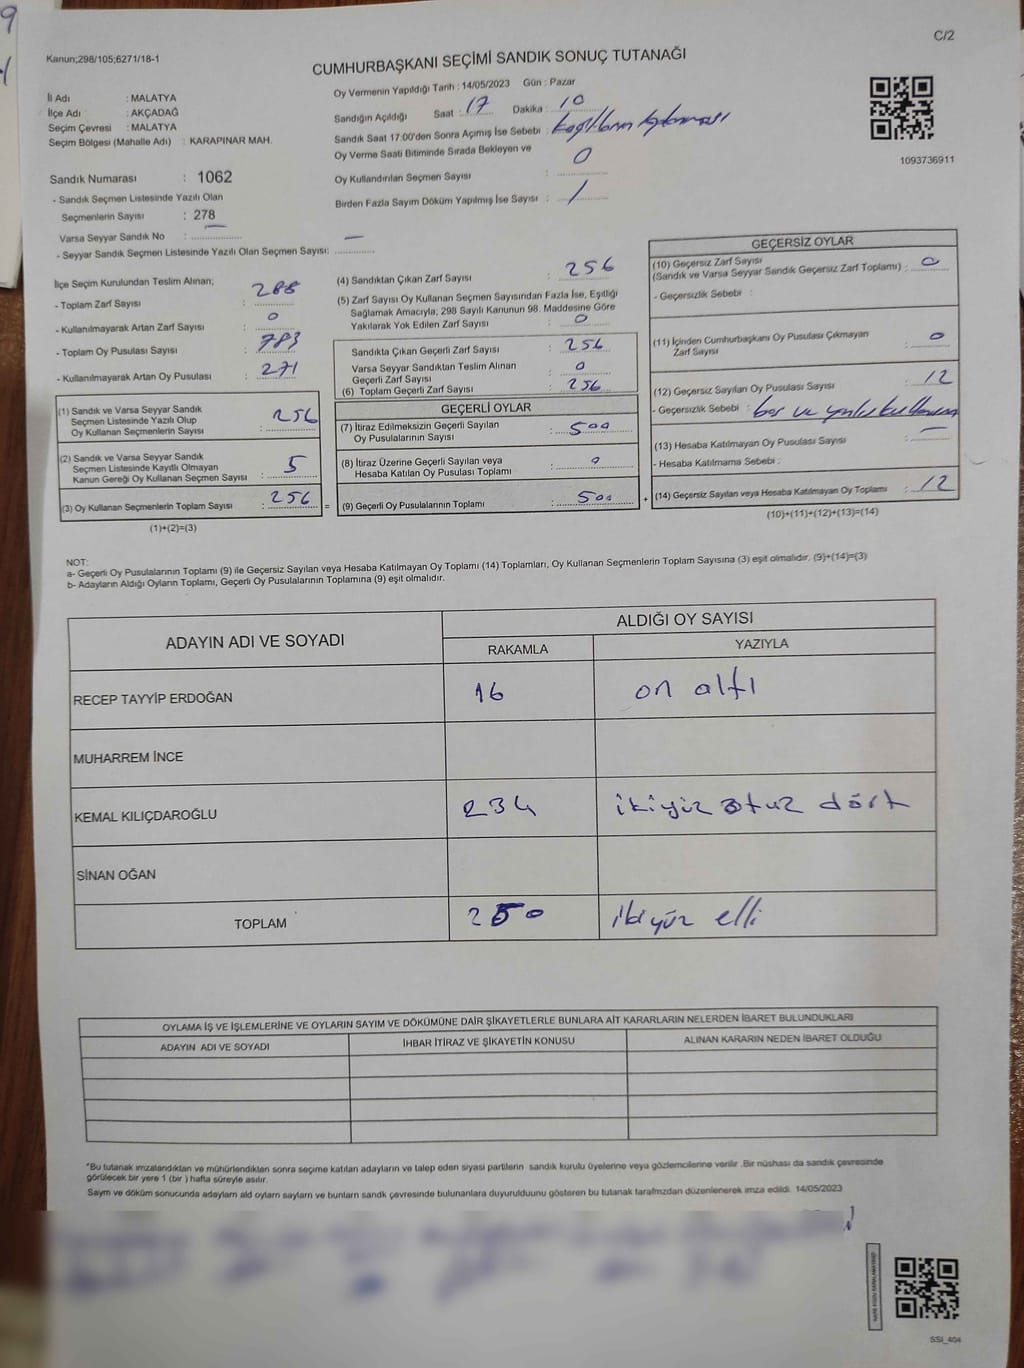 C/2
Kanun;298/105;6271/18-1
CUMHURBAŞKANI SEÇİMİ SANDIK SONUÇ TUTANAĞI
İl Adı : MALATYA
İlçe Adı : AKÇADAĞ
Seçim Çevresi : MALATYA
Seçim Bölgesi (Mahalle Adı) : KARAPINAR MAH.
Sandık Numarası : 1062
- Sandık Seçmen Listesinde Yazılı Olan
Seçmenlerin Sayısı : 278
Varsa Seyyar Sandık No : —
- Seyyar Sandık Seçmen Listesinde Yazılı Olan Seçmen Sayısı: —
Oy Vermenin Yapıldığı Tarih : 14/05/2023 Gün : Pazar
Sandığın Açıldığı Saat : 17 Dakika : 10
Sandık Saat 17:00'den Sonra Açımış İse Sebebi :
Oy Verme Saati Bitiminde Sırada Bekleyen ve
Oy Kullandırılan Seçmen Sayısı : 0
Birden Fazla Sayım Döküm Yapılmış İse Sayısı : 1
1093736911
İlçe Seçim Kurulundan Teslim Alınan;
- Toplam Zarf Sayısı : 288
- Kullanılmayarak Artan Zarf Sayısı : 0
- Toplam Oy Pusulası Sayısı : 783
- Kullanılmayarak Artan Oy Pusulası : 271
(1) Sandık ve Varsa Seyyar Sandık
Seçmen Listesinde Yazılı Olup
Oy Kullanan Seçmenlerin Sayısı : 256
(2) Sandık ve Varsa Seyyar Sandık
Seçmen Listesinde Kayıtlı Olmayan
Kanun Gereği Oy Kullanan Seçmen Sayısı : 5
(3) Oy Kullanan Seçmenlerin Toplam Sayısı : 256
(1)+(2)=(3)
(4) Sandıktan Çıkan Zarf Sayısı : 256
(5) Zarf Sayısı Oy Kullanan Seçmen Sayısından Fazla İse, Eşitliği
Sağlamak Amacıyla; 298 Sayılı Kanunun 98. Maddesine Göre
Yakılarak Yok Edilen Zarf Sayısı : 0
Sandıkta Çıkan Geçerli Zarf Sayısı : 256
Varsa Seyyar Sandıktan Teslim Alınan
Geçerli Zarf Sayısı : 0
(6) Toplam Geçerli Zarf Sayısı : 256
=
GEÇERLİ OYLAR
(7) İtiraz Edilmeksizin Geçerli Sayılan
Oy Pusulalarının Sayısı : 500
(8) İtiraz Üzerine Geçerli Sayılan veya
Hesaba Katılan Oy Pusulası Toplamı : 0
(9) Geçerli Oy Pusulalarının Toplamı : 500
+
GEÇERSİZ OYLAR
(10) Geçersiz Zarf Sayısı
(Sandık ve Varsa Seyyar Sandık Geçersiz Zarf Toplamı) : 0
- Geçersizlik Sebebi :
(11) İçinden Cumhurbaşkanı Oy Pusulası Çıkmayan
Zarf Sayısı : 0
(12) Geçersiz Sayılan Oy Pusulası Sayısı : 12
- Geçersizlik Sebebi : boş ve yanlış kullanım
(13) Hesaba Katılmayan Oy Pusulası Sayısı : —
- Hesaba Katılmama Sebebi :
(14) Geçersiz Sayılan veya Hesaba Katılmayan Oy Toplamı : 12
(10)+(11)+(12)+(13)=(14)
NOT:
a- Geçerli Oy Pusulalarının Toplamı (9) ile Geçersiz Sayılan veya Hesaba Katılmayan Oy Toplamı (14) Toplamları, Oy Kullanan Seçmenlerin Toplam Sayısına (3) eşit olmalıdır. (9)+(14)=(3)
b- Adayların Aldığı Oyların Toplamı, Geçerli Oy Pusulalarının Toplamına (9) eşit olmalıdır.
ADAYIN ADI VE SOYADI
ALDIĞI OY SAYISI
RAKAMLA YAZIYLA
RECEP TAYYİP ERDOĞAN 16 on altı
MUHARREM İNCE
KEMAL KILIÇDAROĞLU 234 ikiyüz otuz dört
SİNAN OĞAN
TOPLAM 250 ikiyüz elli
OYLAMA İŞ VE İŞLEMLERİNE VE OYLARIN SAYIM VE DÖKÜMÜNE DAİR ŞİKAYETLERLE BUNLARA AİT KARARLARIN NELERDEN İBARET BULUNDUKLARI
ADAYIN ADI VE SOYADI İHBAR İTİRAZ VE ŞİKAYETİN KONUSU ALINAN KARARIN NEDEN İBARET OLDUĞU
*Bu tutanak imzalandıktan ve mühürlendikten sonra seçime katılan adayların ve talep eden siyasi partilerin sandık kurulu üyelerine veya gözlemcilerine verilir .Bir nüshası da sandık çevresinde
görülecek bir yere 1 (bir ) hafta süreyle asılır.
Saym ve döküm sonucunda adaylarn ald oylarn saylarn ve bunlarn sandk çevresinde bulunanlara duyurulduunu gösteren bu tutanak tarafmzdan düzenlenerek imza edildi. 14/05/2023
SSI_404